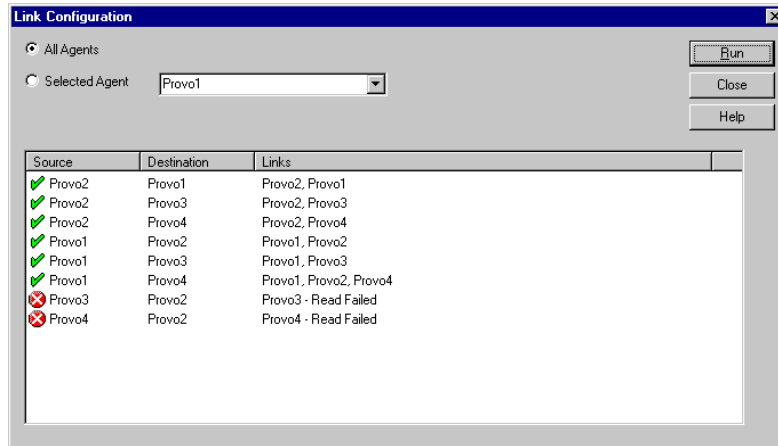 Link Configuration
All Agents
Run
Selected Agent Provo1
Close
Help
Source Destination Links
Provo2 Provo1 Provo2, Provo1
Provo2 Provo3 Provo2, Provo3
Provo2 Provo4 Provo2, Provo4
Provo1 Provo2 Provo1, Provo2
Provo1 Provo3 Provo1, Provo3
Provo1 Provo4 Provo1, Provo2, Provo4
Provo3 Provo2 Provo3 - Read Failed
Provo4 Provo2 Provo4 - Read Failed